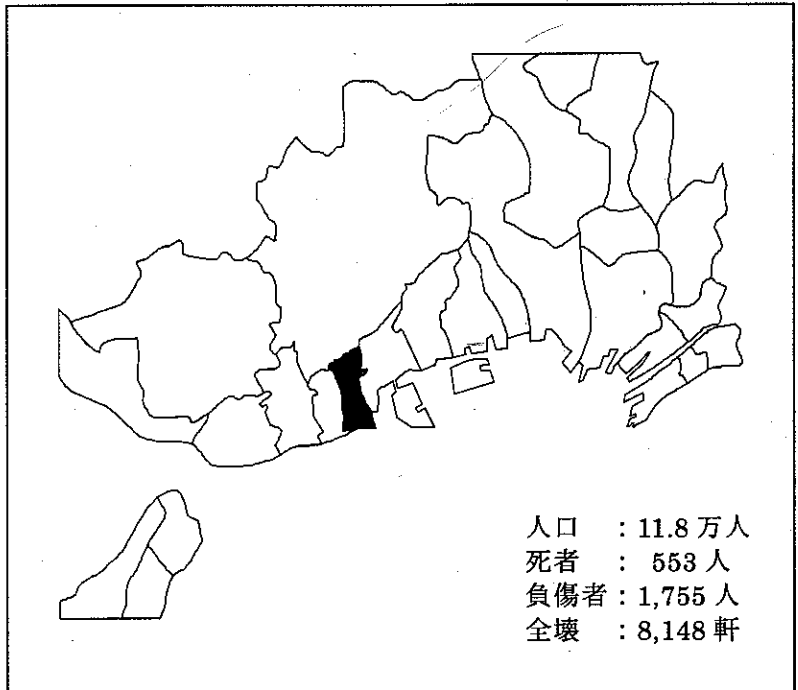 人口　：11.8 万人
死者　：　553 人
負傷者：1,755 人
全壊　：8,148 軒